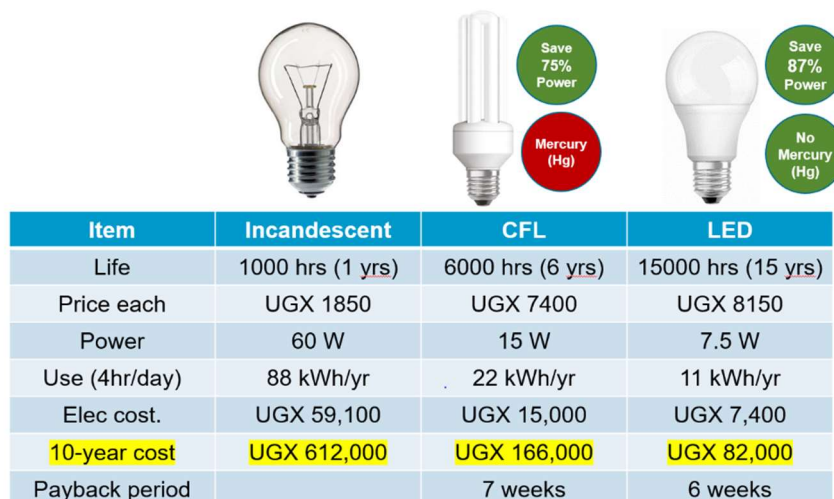 Save
75%
Power
Mercury
(Hg)
Save
87%
Power
No
Mercury
(Hg)
Item Incandescent CFL LED
Life 1000 hrs (1 yrs) 6000 hrs (6 yrs) 15000 hrs (15 yrs)
Price each UGX 1850 UGX 7400 UGX 8150
Power 60 W 15 W 7.5 W
Use (4hr/day) 88 kWh/yr 22 kWh/yr 11 kWh/yr
Elec cost. UGX 59,100 UGX 15,000 UGX 7,400
10-year cost UGX 612,000 UGX 166,000 UGX 82,000
Payback period 7 weeks 6 weeks